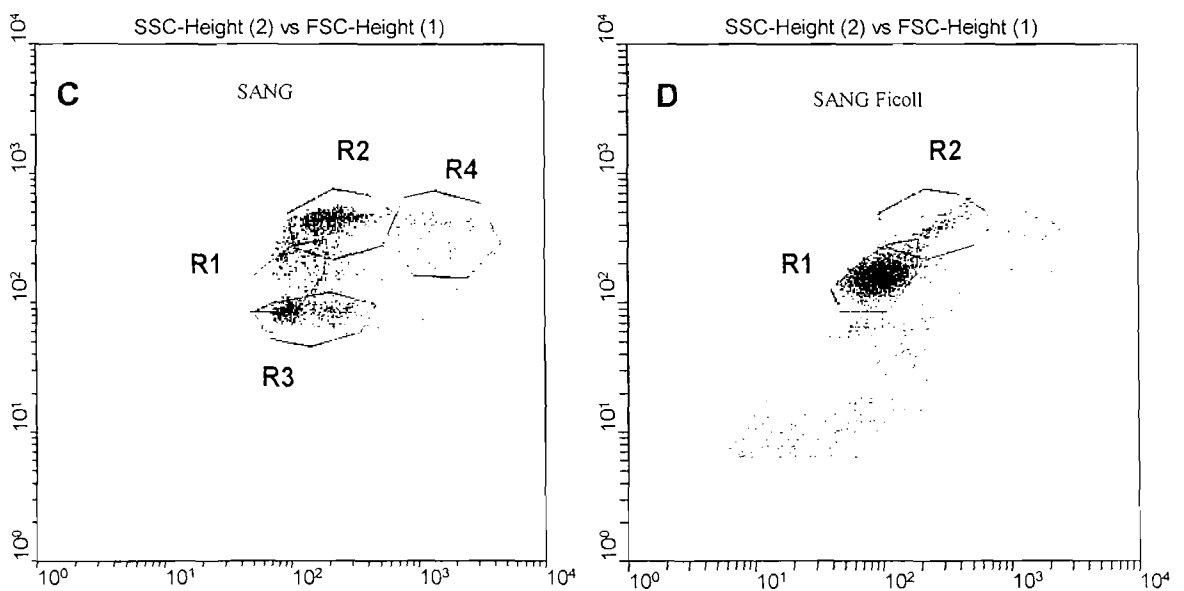 SSC-Height (2) vs FSC-Height (1)
C
SANG
R2
R4
R1
R3
10⁴
10³
10²
10¹
10⁰
10⁰
10¹
10²
10³
10⁴
SSC-Height (2) vs FSC-Height (1)
D
SANG Ficoll
R2
R1
10⁴
10³
10²
10¹
10⁰
10⁰
10¹
10²
10³
10⁴